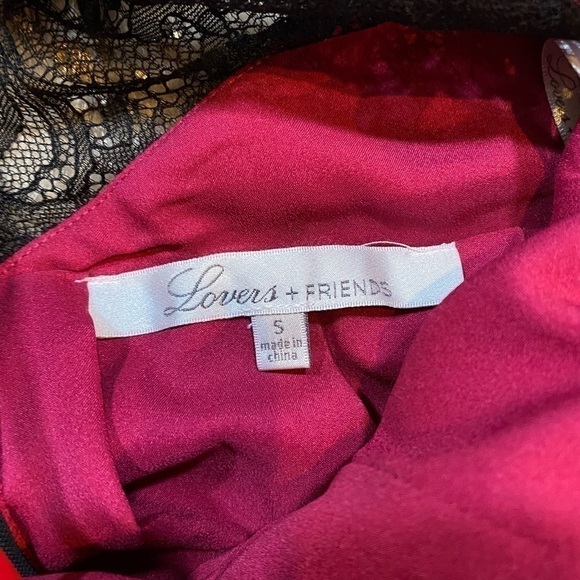 Lovers + FRIENDS
S
made in
china